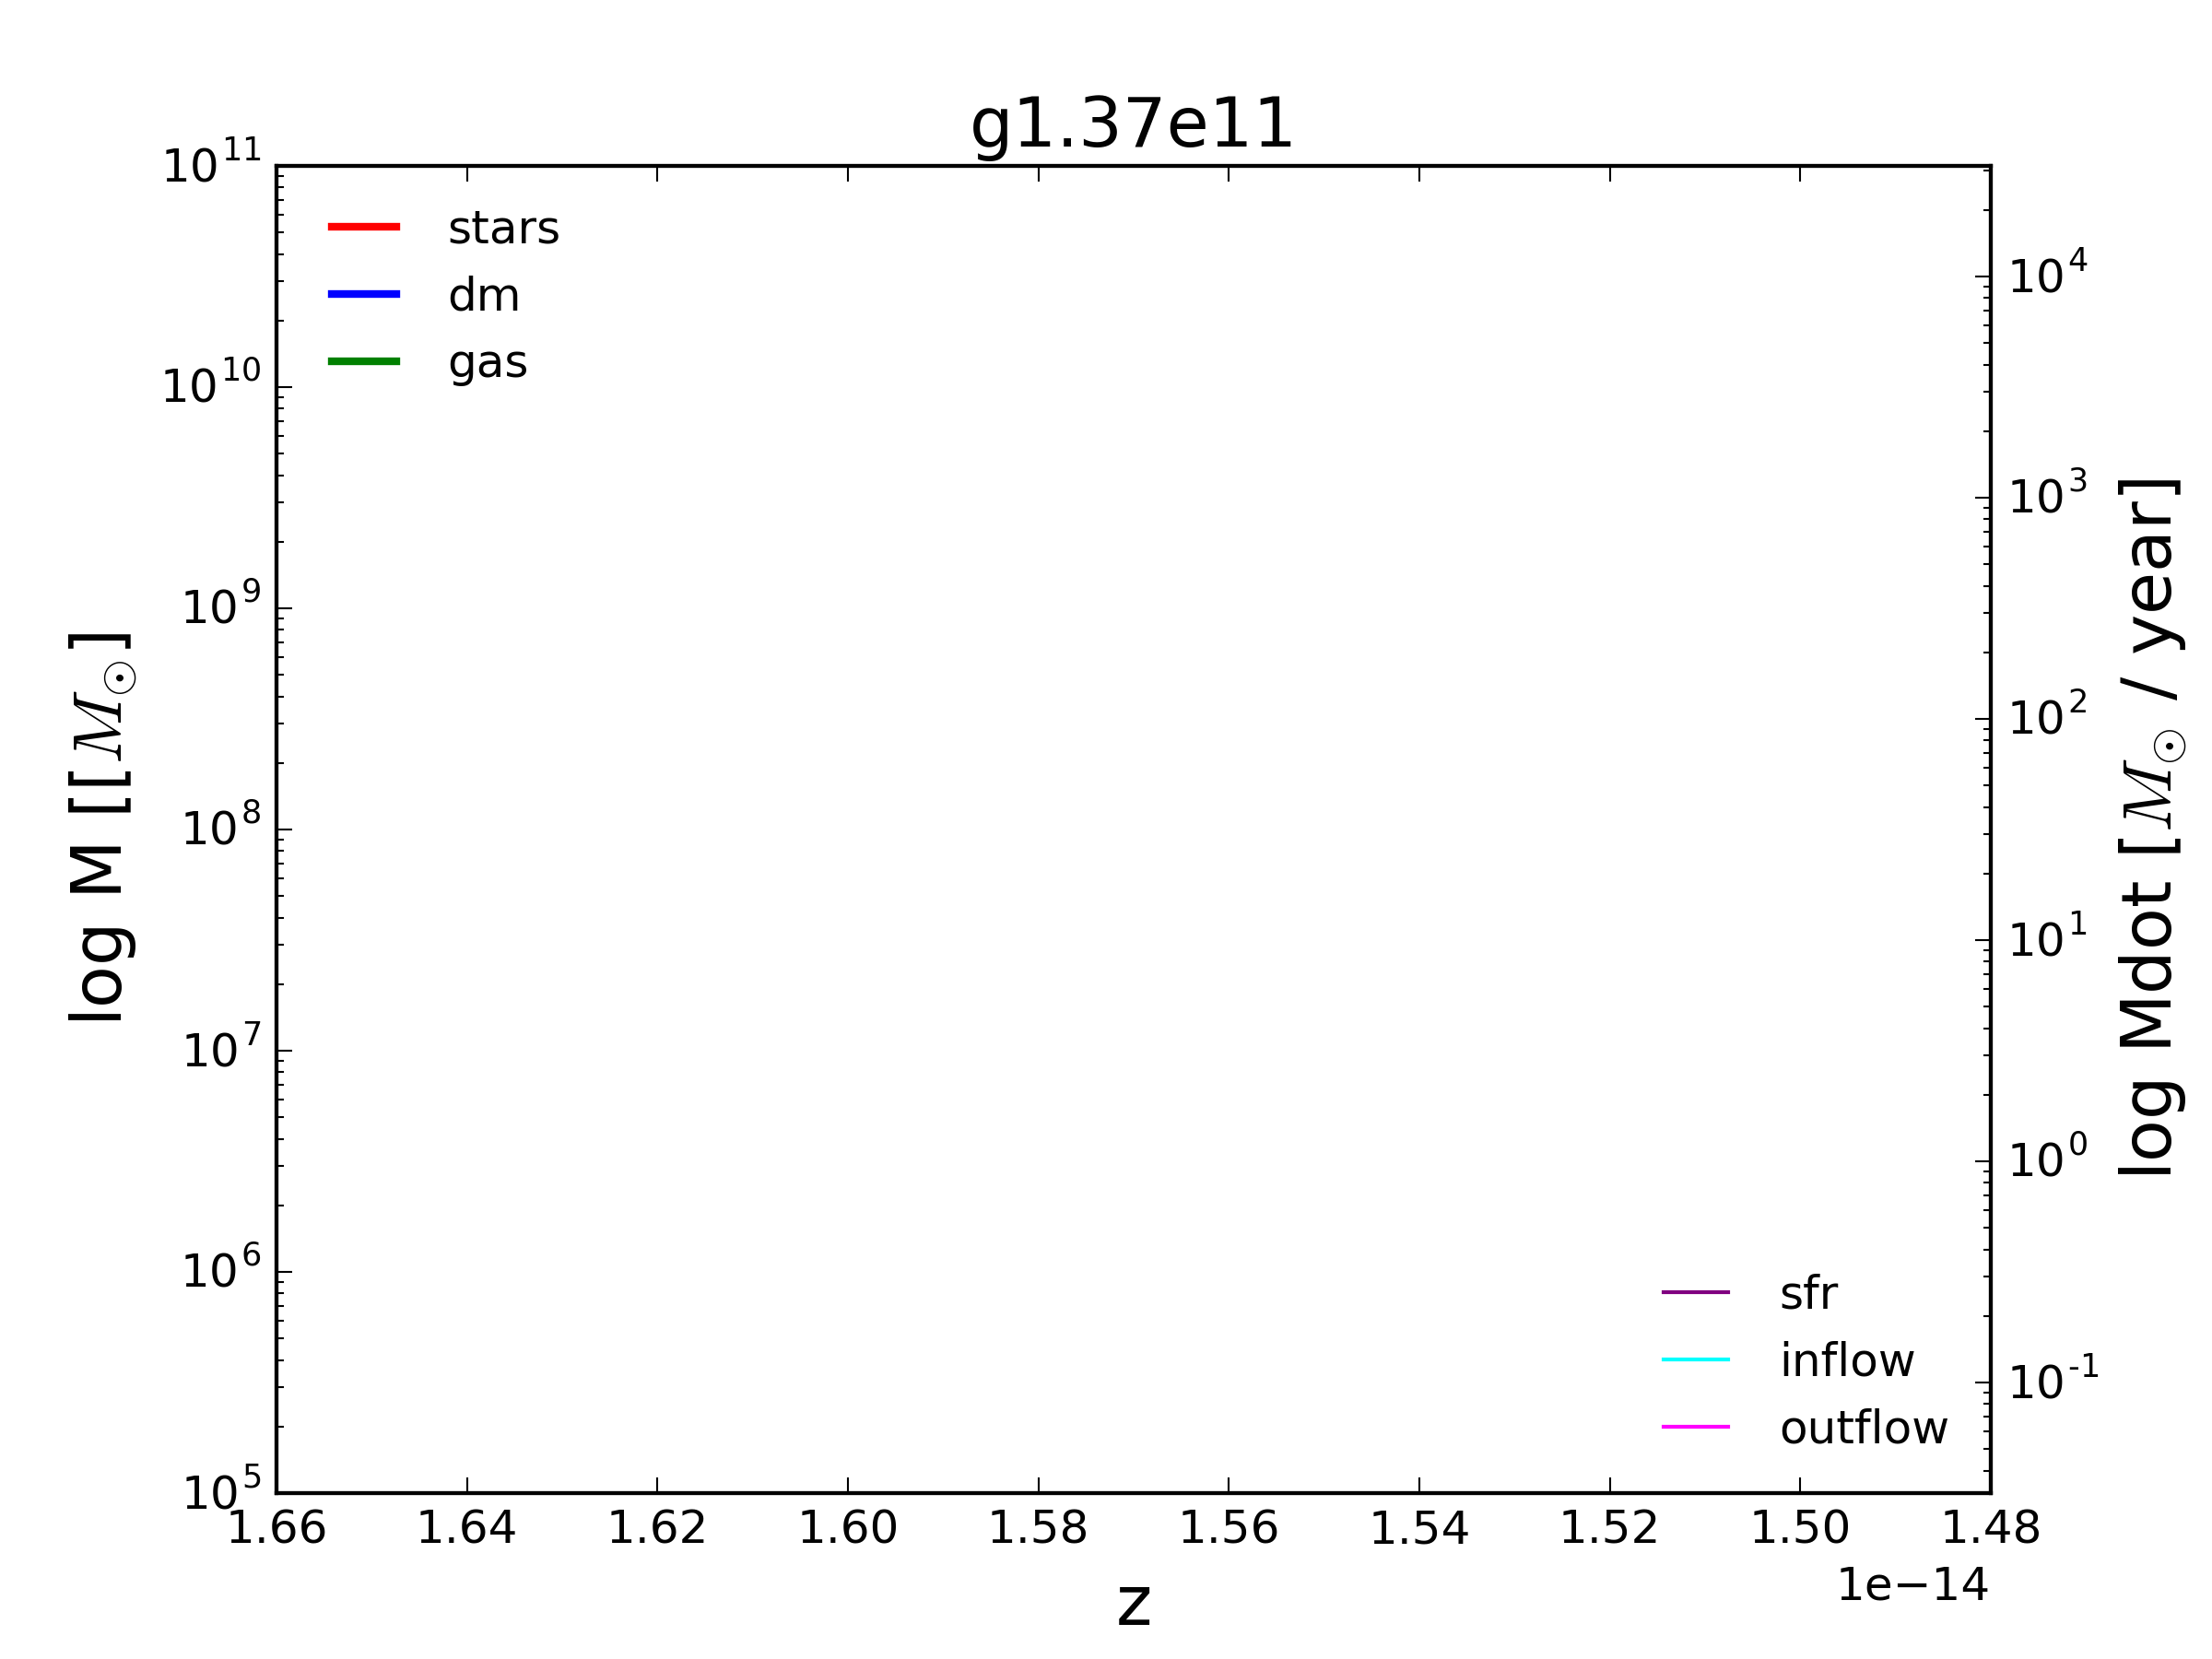 g1.37e11
log M [[M☉]
10^11
10^10
10^9
10^8
10^7
10^6
10^5
stars
dm
gas
10^4
10^3
10^2
10^1
10^0
10^-1
log Mdot [M☉ / year]
sfr
inflow
outflow
1.66 1.64 1.62 1.60 1.58 1.56 1.54 1.52 1.50 1.48
1e−14
z